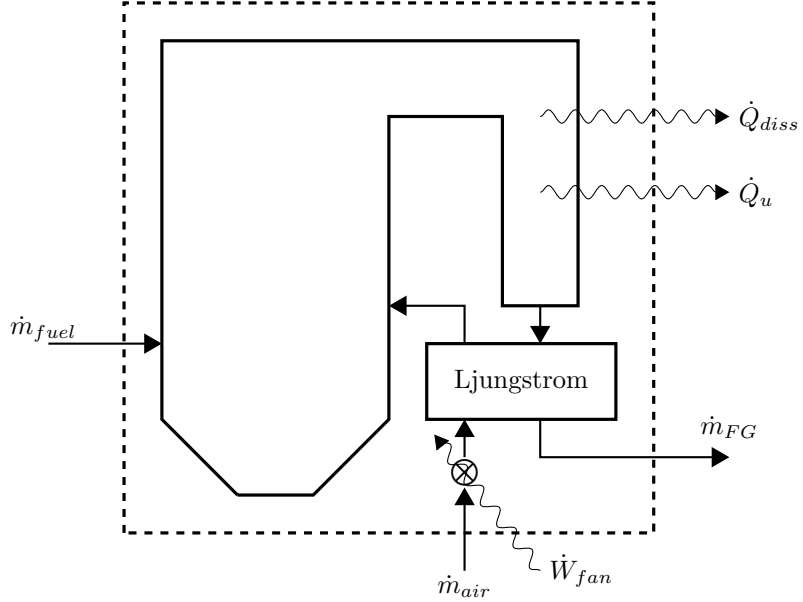 Q̇_diss
Q̇_u
ṁ_fuel
Ljungstrom
ṁ_FG
Ẇ_fan
ṁ_air